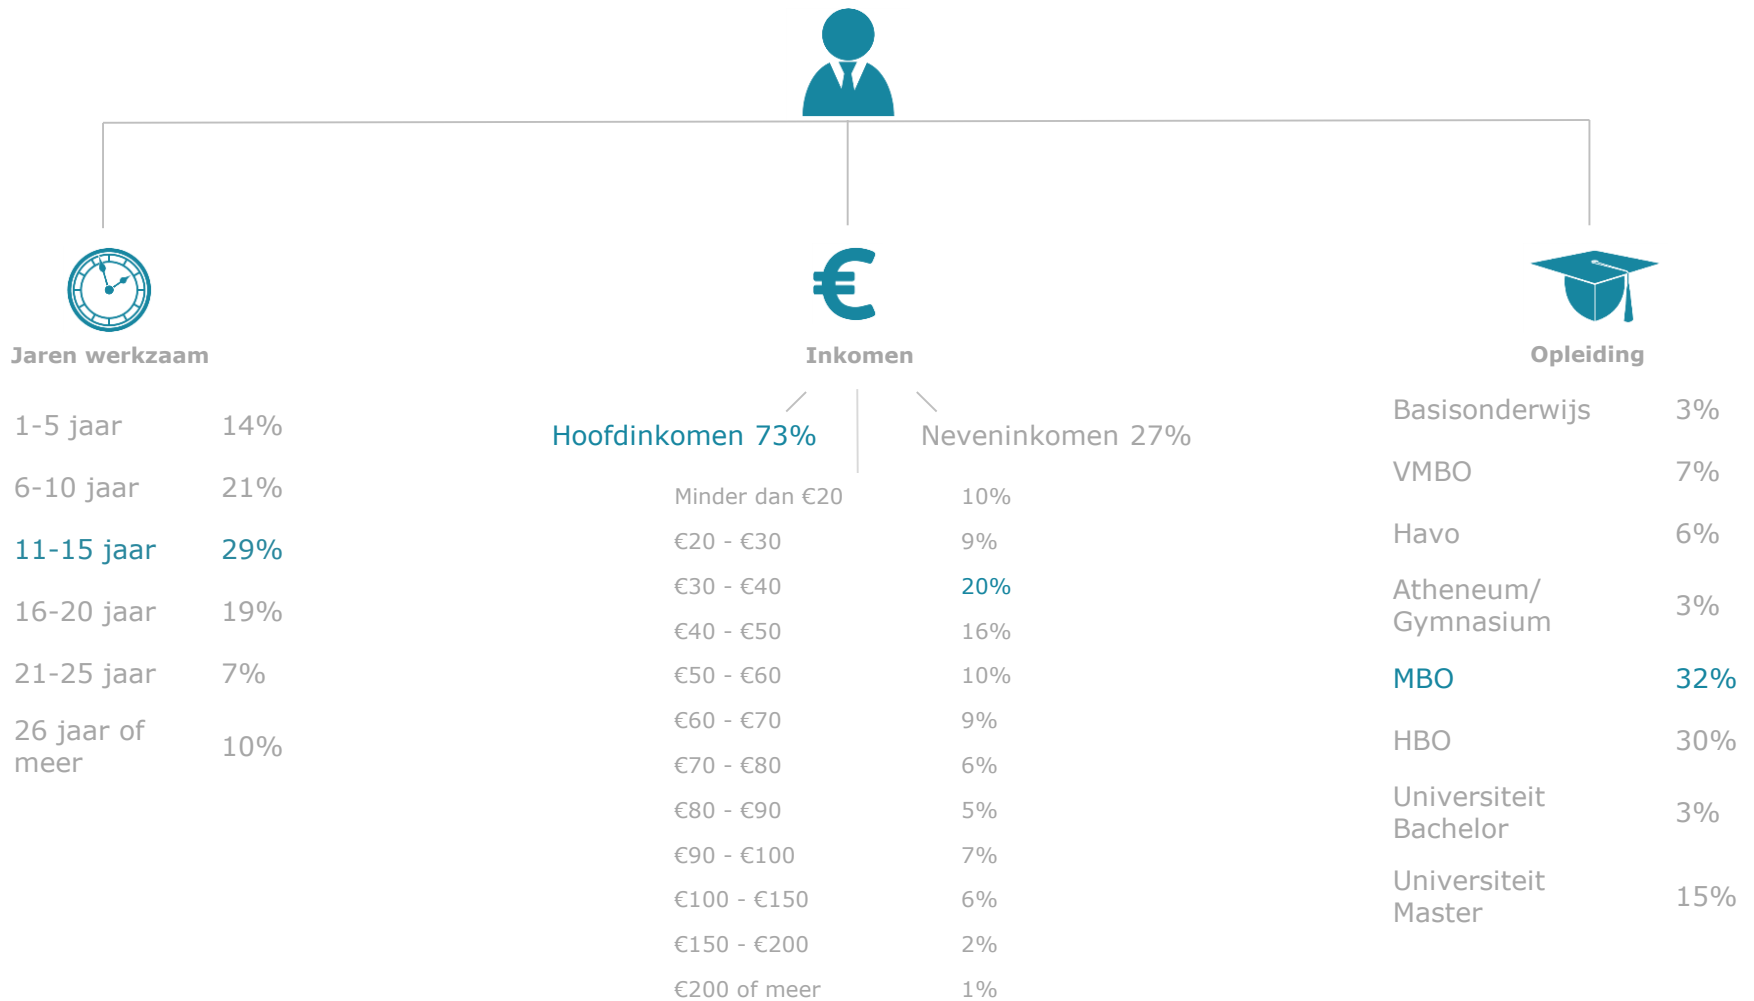 Jaren werkzaam
1-5 jaar 14%
6-10 jaar 21%
11-15 jaar 29%
16-20 jaar 19%
21-25 jaar 7%
26 jaar of
meer 10%
€
Inkomen
Hoofdinkomen 73% Neveninkomen 27%
Minder dan €20 10%
€20 - €30 9%
€30 - €40 20%
€40 - €50 16%
€50 - €60 10%
€60 - €70 9%
€70 - €80 6%
€80 - €90 5%
€90 - €100 7%
€100 - €150 6%
€150 - €200 2%
€200 of meer 1%
Opleiding
Basisonderwijs 3%
VMBO 7%
Havo 6%
Atheneum/
Gymnasium 3%
MBO 32%
HBO 30%
Universiteit
Bachelor 3%
Universiteit
Master 15%